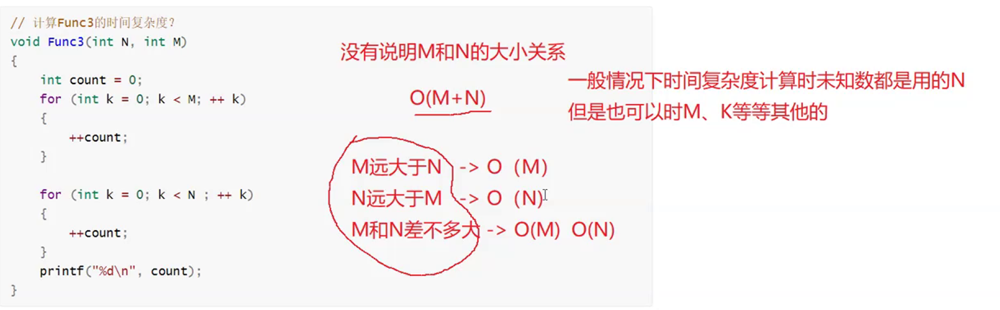 // 计算Func3的时间复杂度？
void Func3(int N, int M)
{
int count = 0;
for (int k = 0; k < M; ++ k)
{
++count;
}
for (int k = 0; k < N ; ++ k)
{
++count;
}
printf("%d\n", count);
}
没有说明M和N的大小关系
O(M+N)
一般情况下时间复杂度计算时未知数都是用的N
但是也可以时M、K等等其他的
M远大于N -> O（M）
N远大于M -> O（N）
M和N差不多大 -> O(M) O(N)